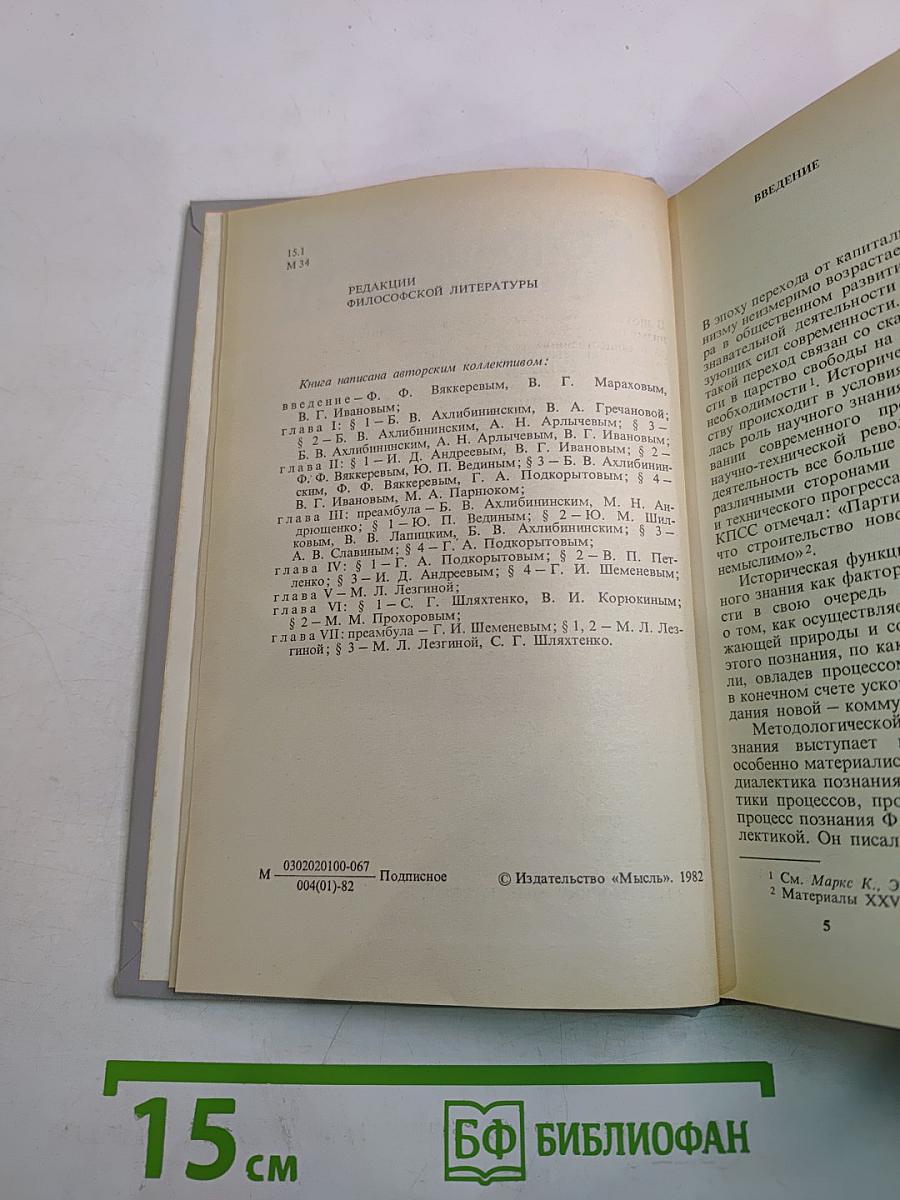 15.1
М 34
РЕДАКЦИИ
ФИЛОСОФСКОЙ ЛИТЕРАТУРЫ
Книга написана авторским коллективом:
введение — Ф. Ф. Вяккеревым, В. Г. Мараховым,
В. Г. Ивановым;
глава I: § 1 — Б. В. Ахлибининским, В. А. Гречановой;
§ 2 — Б. В. Ахлибининским, А. Н. Арлычевым; § 3 —
Б. В. Ахлибининским, А. Н. Арлычевым, В. Г. Ивановым;
глава II: § 1 — И. Д. Андреевым, В. Г. Ивановым; § 2 —
Ф. Ф. Вяккеревым, Ю. П. Вединым; § 3 — Б. В. Ахлибинин-
ским, Ф. Ф. Вяккеревым, Г. А. Подкорытовым; § 4 —
В. Г. Ивановым, М. А. Парнюком;
глава III: преамбула — Б. В. Ахлибининским, М. Н. Ан-
дрющенко; § 1 — Ю. П. Вединым; § 2 — Ю. М. Шил-
ковым, В. В. Лапицким, Б. В. Ахлибининским; § 3 —
А. В. Славиным; § 4 — Г. А. Подкорытовым;
глава IV: § 1 — Г. А. Подкорытовым; § 2 — В. П. Пет-
ленко; § 3 — И. Д. Андреевым; § 4 — Г. И. Шеменевым;
глава V — М. Л. Лезгиной;
глава VI: § 1 — С. Г. Шляхтенко, В. И. Корюкиным;
§ 2 — М. М. Прохоровым;
глава VII: преамбула — Г. И. Шеменевым; § 1, 2 — М. Л. Лез-
гиной; § 3 — М. Л. Лезгиной, С. Г. Шляхтенко.
М 0302020100-067 Подписное
004(01)-82
© Издательство «Мысль». 1982
ВВЕДЕНИЕ
В эпоху перехода от капитал
низму неизмеримо возрастае
ра в общественном развити
знавательной деятельности
зующих сил современности.
такой переход связан со ска
сти в царство свободы на
необходимости¹. Историче
ству происходит в условия
лась роль научного знания
вании современного пр
научно-технической револ
деятельность все больше
различными сторонами
и технического прогресса
КПСС отмечал: «Парти
что строительство ново
немыслимо»².
Историческая функц
ного знания как фактор
сти в свою очередь
о том, как осуществляе
жающей природы и со
этого познания, по как
ли, овладев процессом
в конечном счете уско
дания новой — комму
Методологической
знания выступает
особенно материалис
диалектика познания
тики процессов, про
процесс познания Ф
лектикой. Он писал
¹ См. Маркс К., Э
² Материалы XXV
5
15 см
БФ БИБЛИОФАН